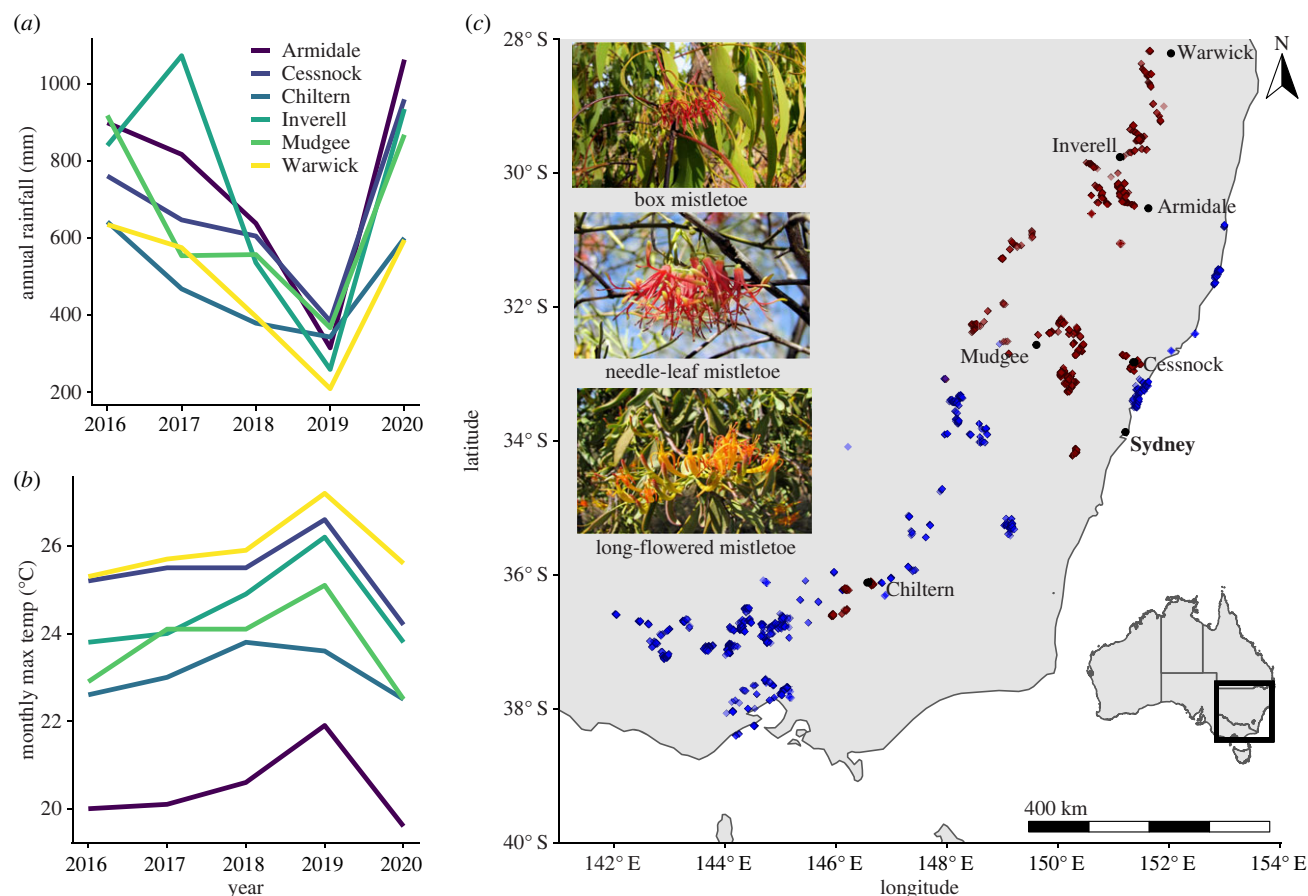 (a)
1000
800
600
400
200
annual rainfall (mm)
2016 2017 2018 2019 2020
Armidale
Cessnock
Chiltern
Inverell
Mudgee
Warwick
(b)
26
24
22
20
monthly max temp (°C)
2016 2017 2018 2019 2020
year
(c)
28° S
30° S
32° S
34° S
36° S
38° S
40° S
latitude
box mistletoe
needle-leaf mistletoe
long-flowered mistletoe
N
Warwick
Inverell
Armidale
Mudgee
Cessnock
Sydney
Chiltern
400 km
142° E 144° E 146° E 148° E 150° E 152° E 154° E
longitude